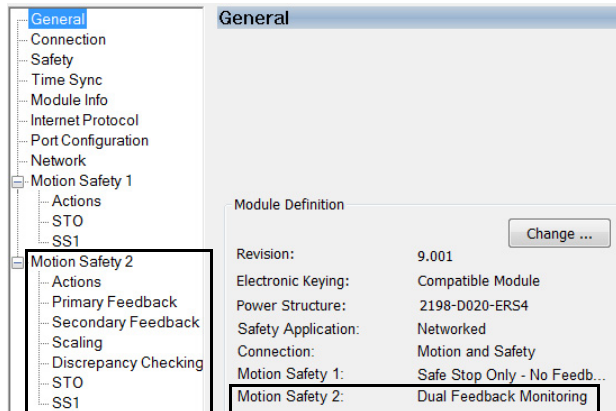 General
Connection
Safety
Time Sync
Module Info
Internet Protocol
Port Configuration
Network
Motion Safety 1
Actions
STO
SS1
Motion Safety 2
Actions
Primary Feedback
Secondary Feedback
Scaling
Discrepancy Checking
STO
SS1
General
Module Definition
Change ...
Revision: 9.001
Electronic Keying: Compatible Module
Power Structure: 2198-D020-ERS4
Safety Application: Networked
Connection: Motion and Safety
Motion Safety 1: Safe Stop Only - No Feedb...
Motion Safety 2: Dual Feedback Monitoring